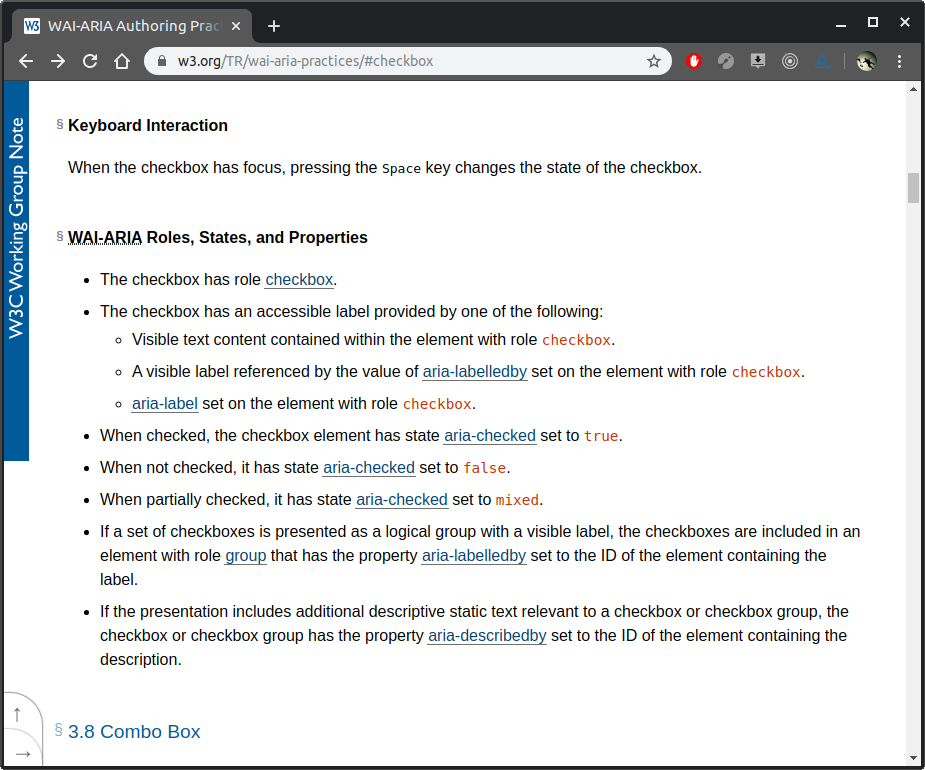 W3 WAI-ARIA Authoring Prac
w3.org/TR/wai-aria-practices/#checkbox
W3C Working Group Note
§ Keyboard Interaction
When the checkbox has focus, pressing the Space key changes the state of the checkbox.
§ WAI-ARIA Roles, States, and Properties
• The checkbox has role checkbox.
• The checkbox has an accessible label provided by one of the following:
◦ Visible text content contained within the element with role checkbox.
◦ A visible label referenced by the value of aria-labelledby set on the element with role checkbox.
◦ aria-label set on the element with role checkbox.
• When checked, the checkbox element has state aria-checked set to true.
• When not checked, it has state aria-checked set to false.
• When partially checked, it has state aria-checked set to mixed.
• If a set of checkboxes is presented as a logical group with a visible label, the checkboxes are included in an
element with role group that has the property aria-labelledby set to the ID of the element containing the
label.
• If the presentation includes additional descriptive static text relevant to a checkbox or checkbox group, the
checkbox or checkbox group has the property aria-describedby set to the ID of the element containing the
description.
↑
→
§ 3.8 Combo Box